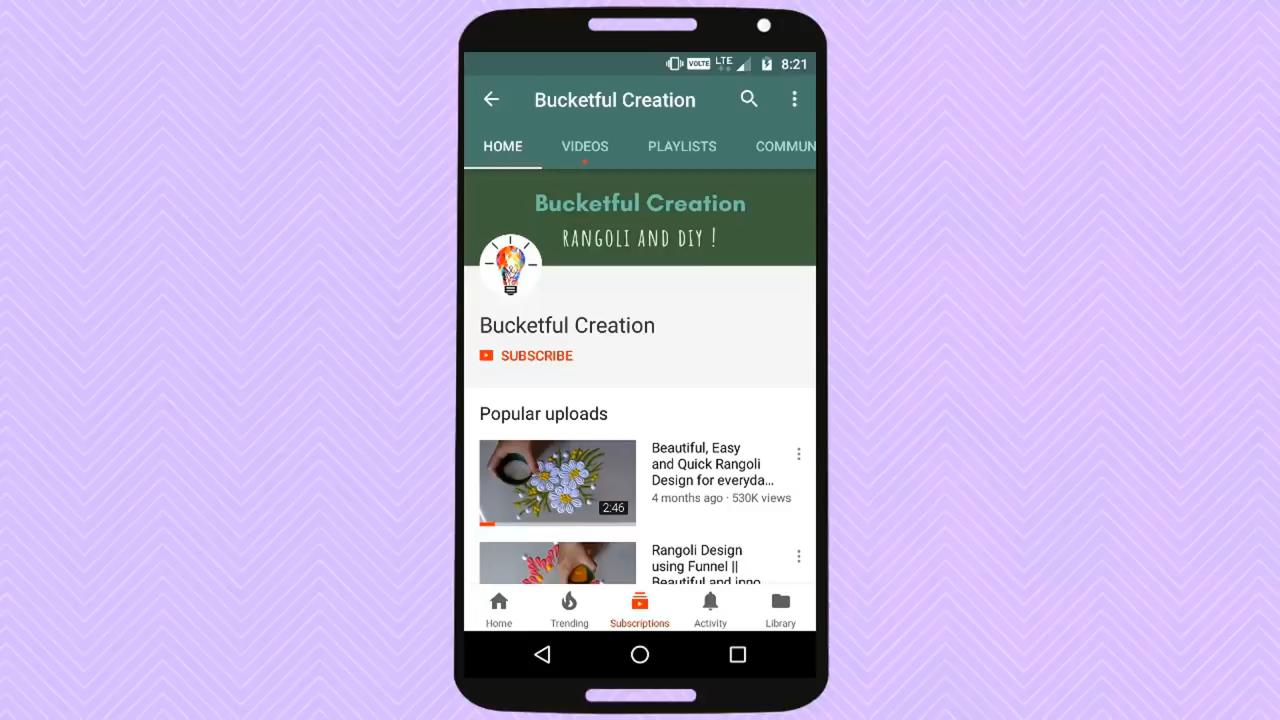 VOLTE LTE 8:21
Bucketful Creation
HOME VIDEOS PLAYLISTS COMMUN
Bucketful Creation
RANGOLI AND DIY !
Bucketful Creation
SUBSCRIBE
Popular uploads
Beautiful, Easy
and Quick Rangoli
Design for everyda...
4 months ago · 530K views
2:46
Rangoli Design
using Funnel ||
Beautiful and inno
Home Trending Subscriptions Activity Library